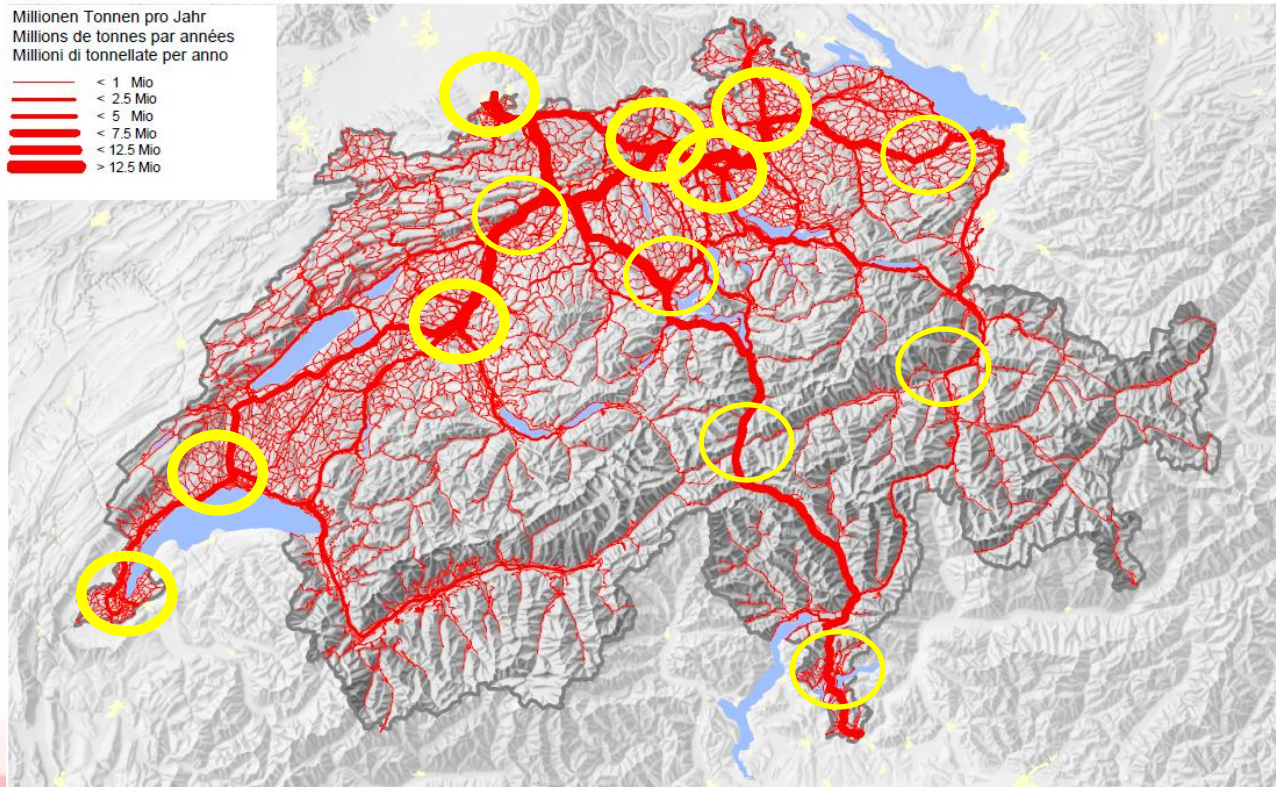 Millionen Tonnen pro Jahr
Millions de tonnes par années
Millioni di tonnellate per anno
< 1 Mio
< 2.5 Mio
< 5 Mio
< 7.5 Mio
< 12.5 Mio
> 12.5 Mio